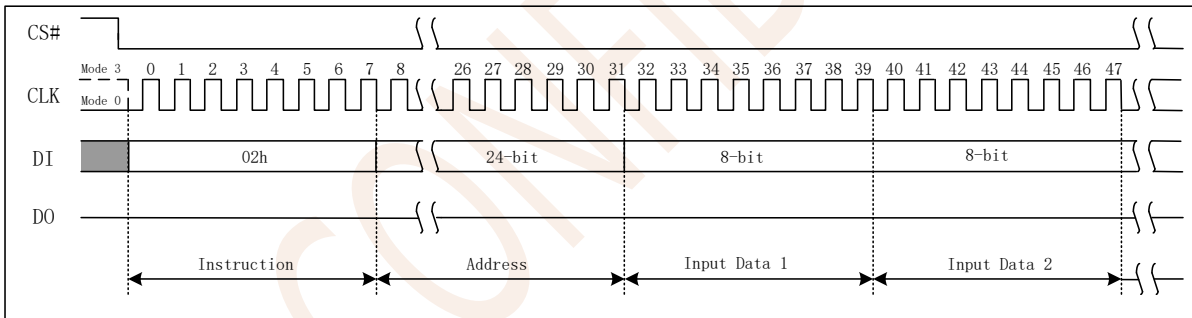 CS#
Mode 3 0 1 2 3 4 5 6 7 8 26 27 28 29 30 31 32 33 34 35 36 37 38 39 40 41 42 43 44 45 46 47
CLK
Mode 0
DI 02h 24-bit 8-bit 8-bit
DO
Instruction Address Input Data 1 Input Data 2
CONFID